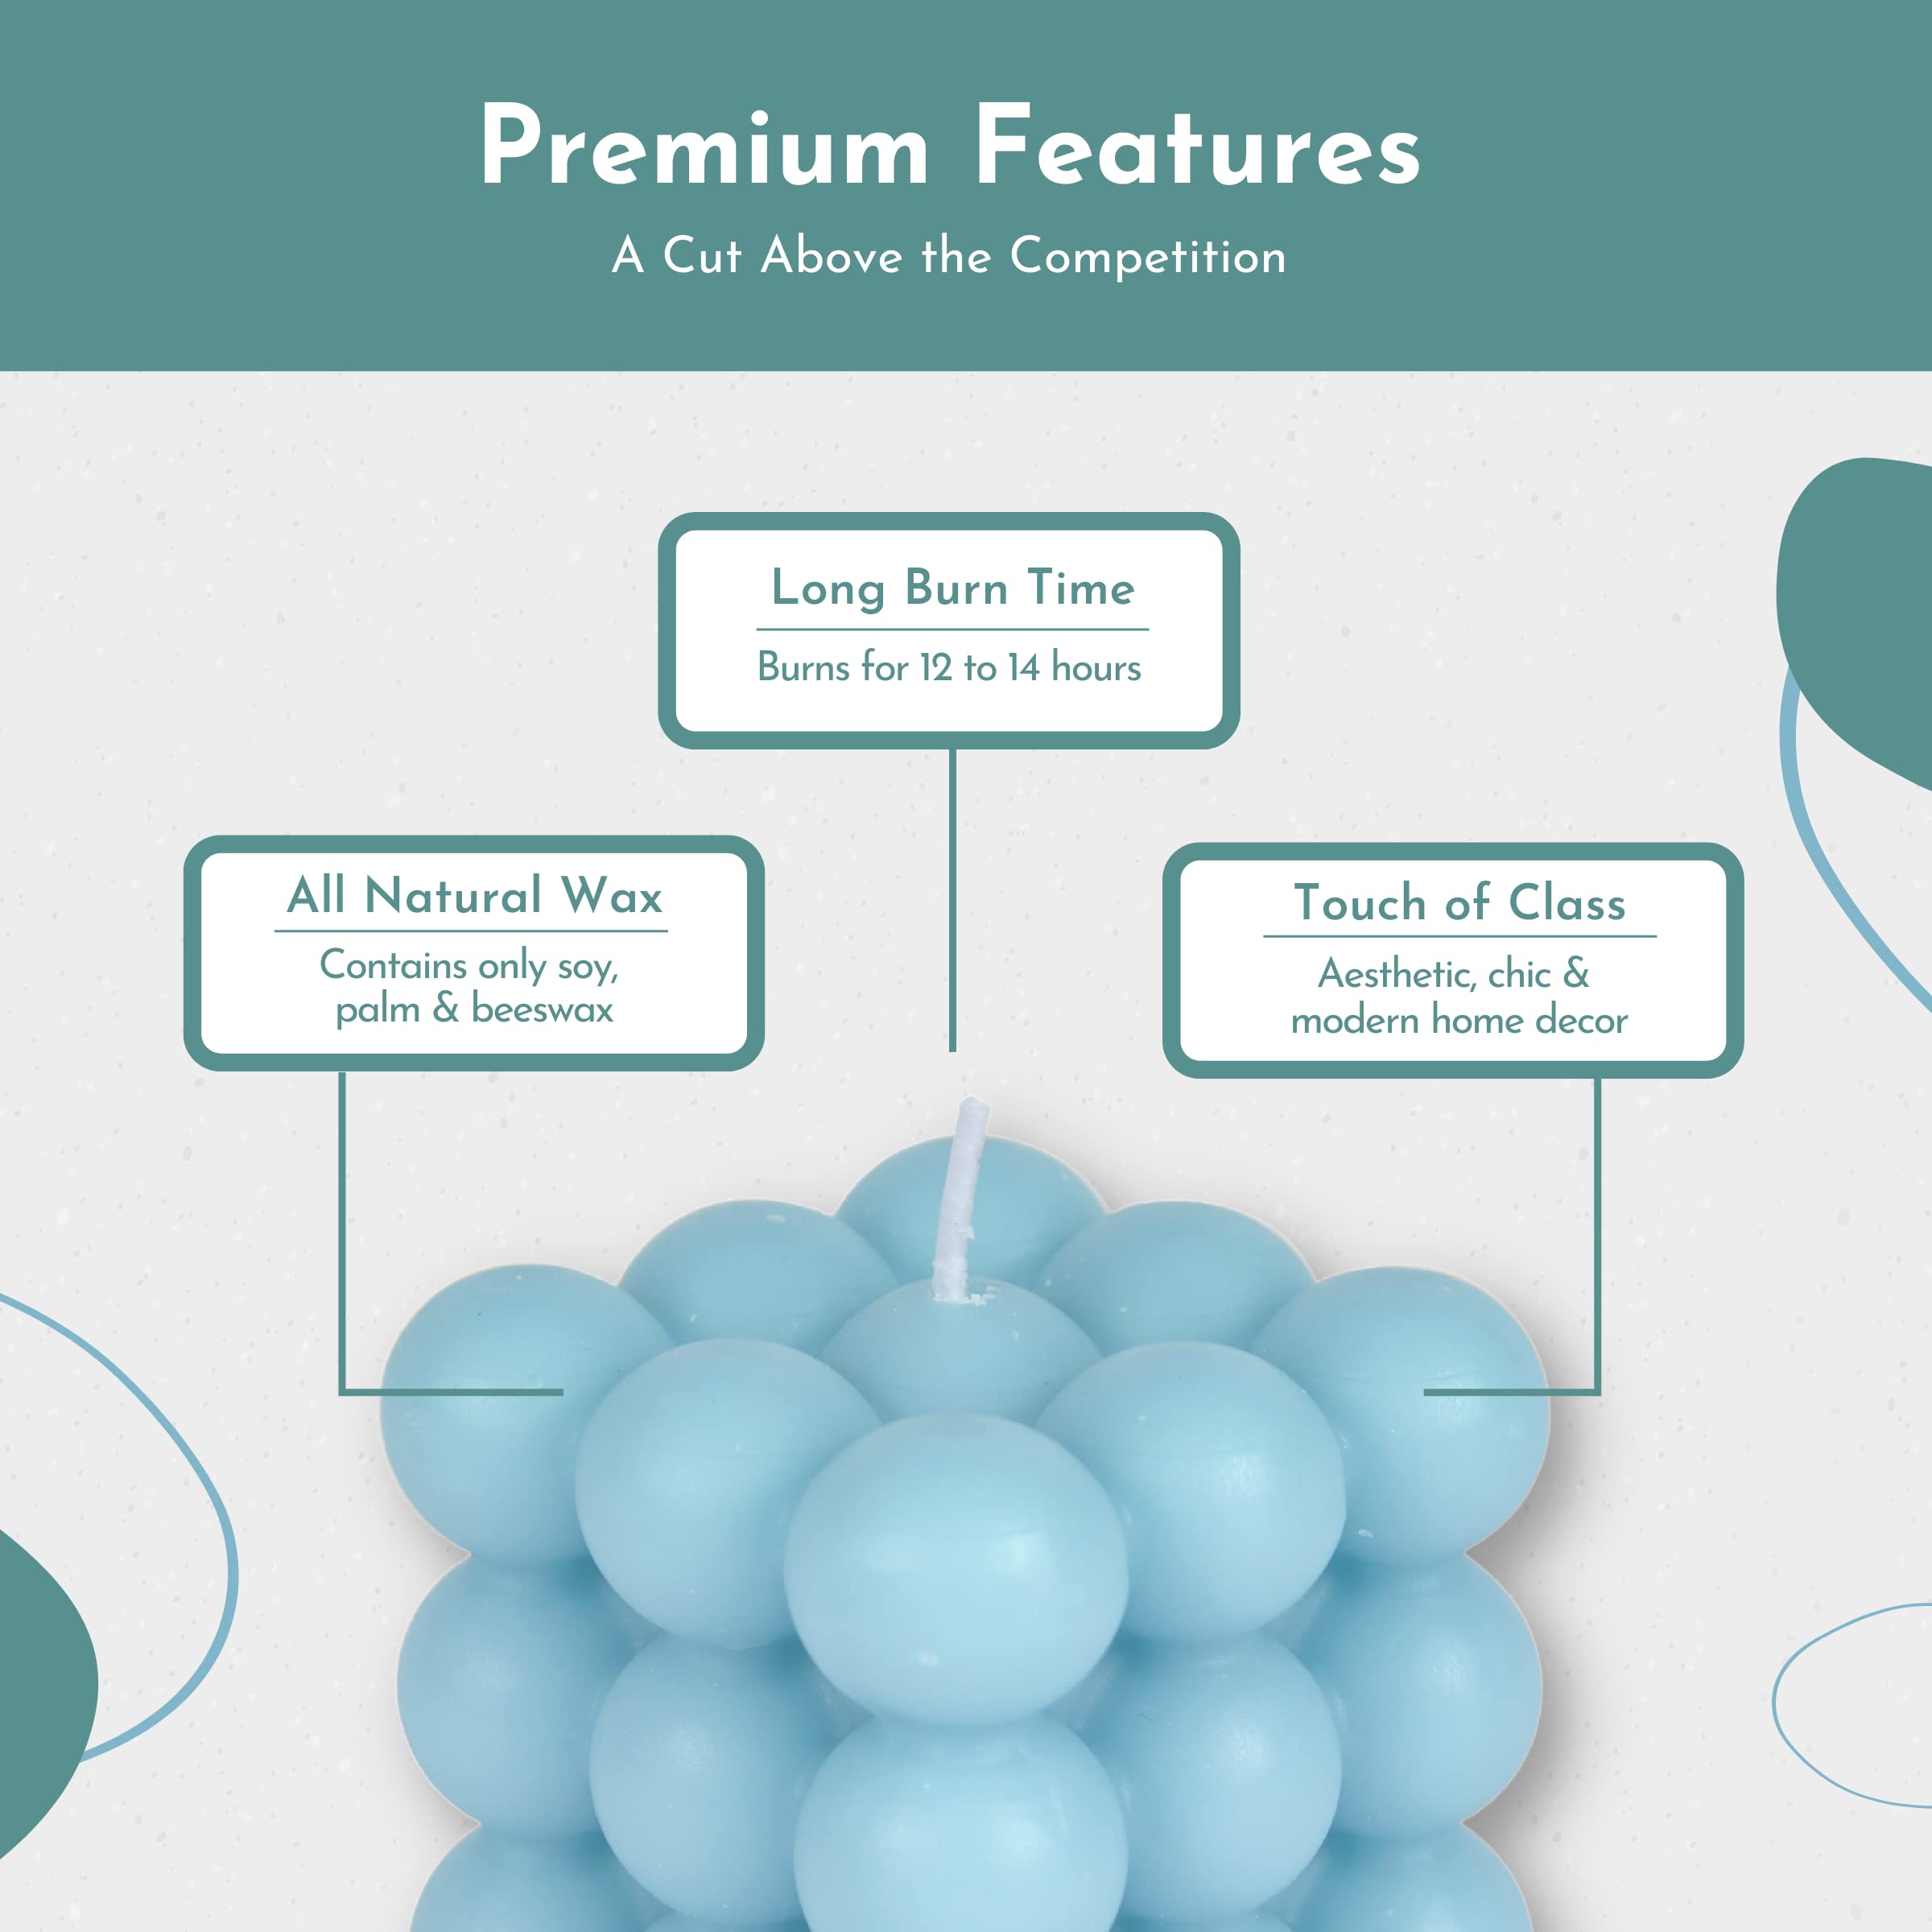 Premium Features
A Cut Above the Competition
Long Burn Time
Burns for 12 to 14 hours
All Natural Wax
Contains only soy,
palm & beeswax
Touch of Class
Aesthetic, chic &
modern home decor